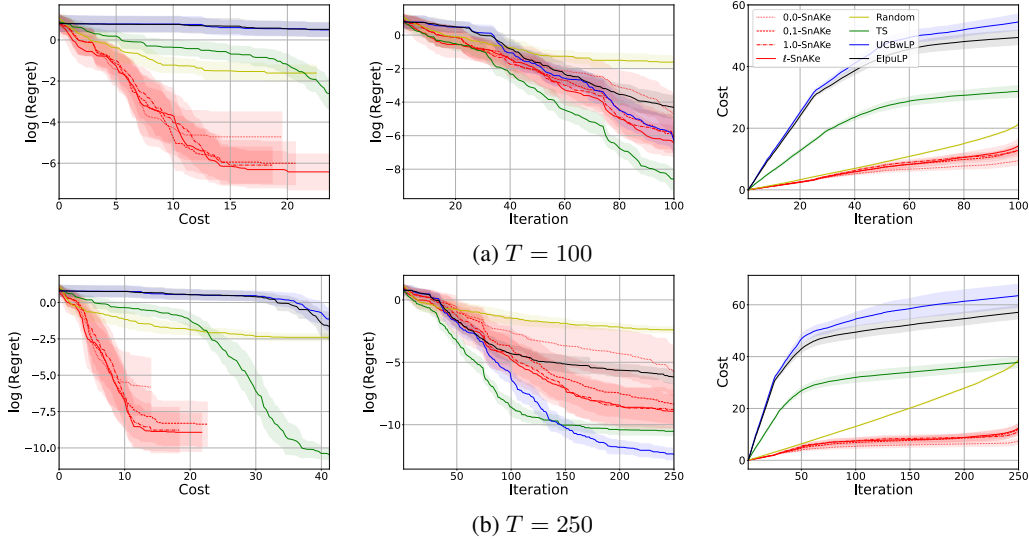 0
−2
−4
−6
log(Regret)
0
5
10
15
20
Cost
0
−2
−4
−6
−8
log(Regret)
20
40
60
80
100
Iteration
60
40
20
0
Cost
0.0-SnAKe
0.1-SnAKe
1.0-SnAKe
ℓ-SnAKe
Random
TS
UCBwLP
EIpuLP
20
40
60
80
100
Iteration
(a) T = 100
0.0
−2.5
−5.0
−7.5
−10.0
log(Regret)
0
10
20
30
40
Cost
0
−5
−10
log(Regret)
50
100
150
200
250
Iteration
60
40
20
0
Cost
50
100
150
200
250
Iteration
(b) T = 250